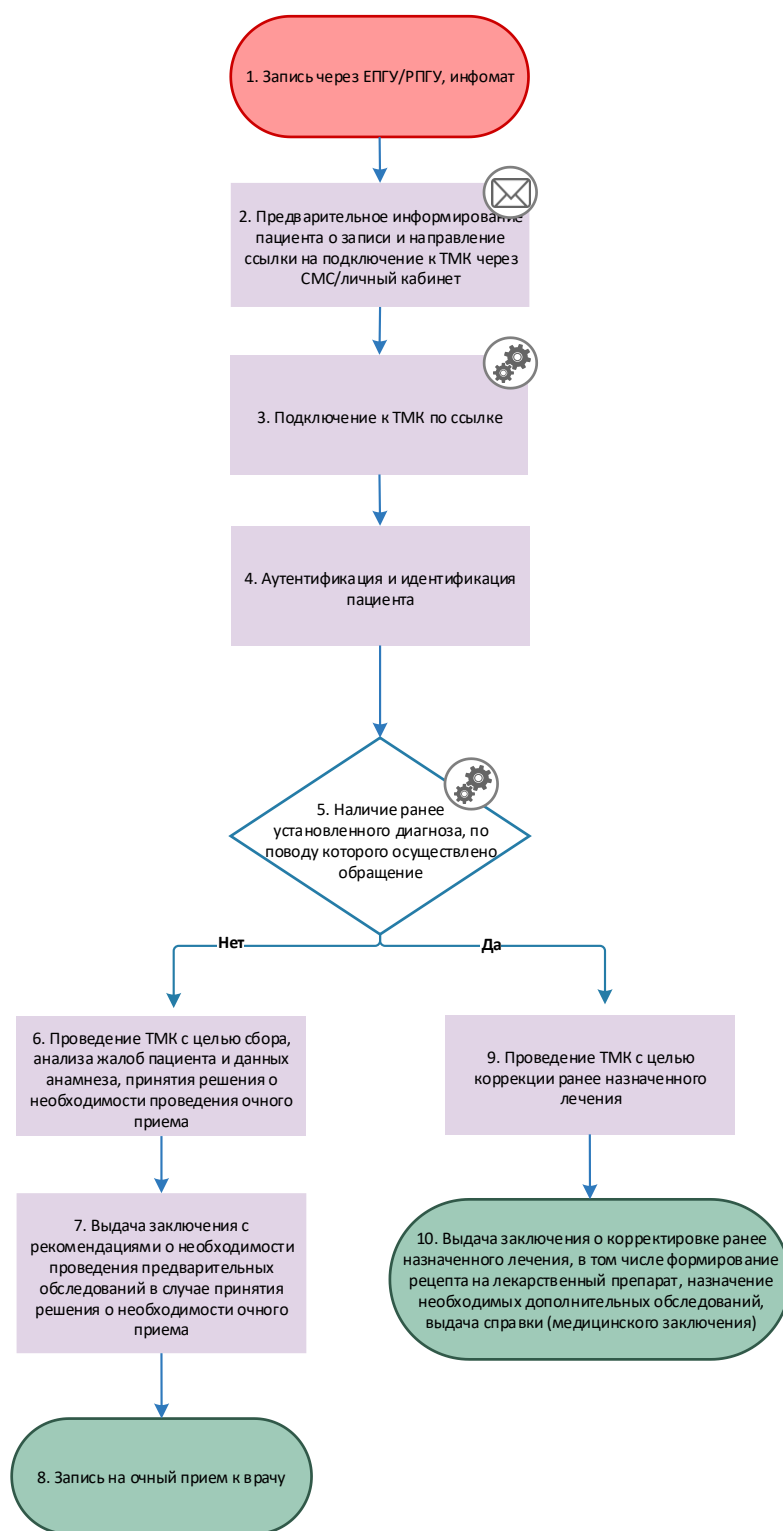 1. Запись через ЕПГУ/РПГУ, инфомат
2. Предварительное информирование
пациента о записи и направление
ссылки на подключение к ТМК через
СМС/личный кабинет
3. Подключение к ТМК по ссылке
4. Аутентификация и идентификация
пациента
5. Наличие ранее
установленного диагноза, по
поводу которого осуществлено
обращение
Нет
Да
6. Проведение ТМК с целью сбора,
анализа жалоб пациента и данных
анамнеза, принятия решения о
необходимости проведения очного
приема
9. Проведение ТМК с целью
коррекции ранее назначенного
лечения
7. Выдача заключения с
рекомендациями о необходимости
проведения предварительных
обследований в случае принятия
решения о необходимости очного
приема
10. Выдача заключения о корректировке ранее
назначенного лечения, в том числе формирование
рецепта на лекарственный препарат, назначение
необходимых дополнительных обследований,
выдача справки (медицинского заключения)
8. Запись на очный прием к врачу